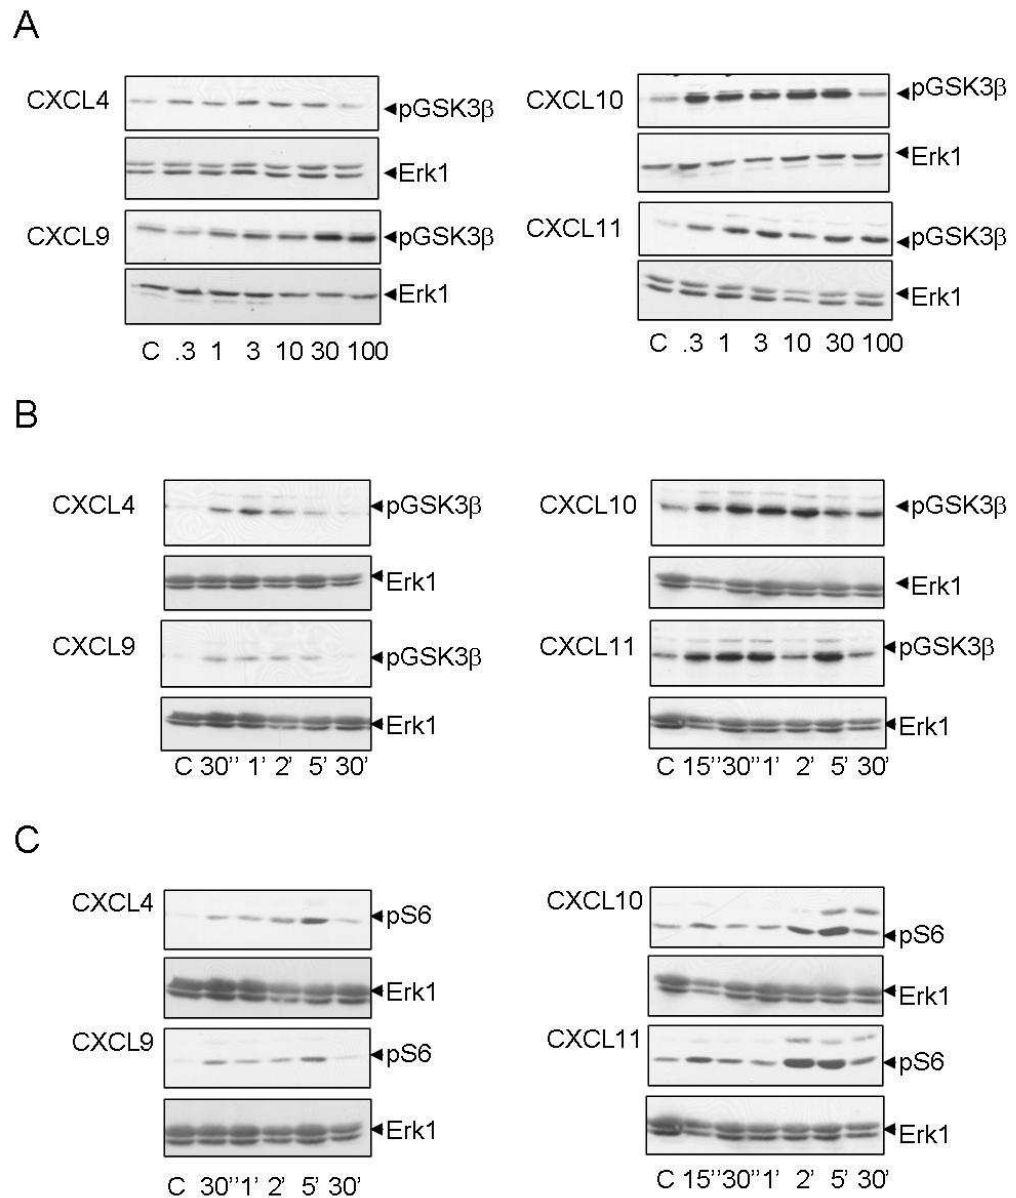 A
CXCL4
pGSK3β
Erk1
CXCL9
pGSK3β
Erk1
C .3 1 3 10 30 100
CXCL10
pGSK3β
Erk1
CXCL11
pGSK3β
Erk1
C .3 1 3 10 30 100
B
CXCL4
pGSK3β
Erk1
CXCL9
pGSK3β
Erk1
C 30'' 1' 2' 5' 30'
CXCL10
pGSK3β
Erk1
CXCL11
pGSK3β
Erk1
C 15'' 30'' 1' 2' 5' 30'
C
CXCL4
pS6
Erk1
CXCL9
pS6
Erk1
C 30'' 1' 2' 5' 30'
CXCL10
pS6
Erk1
CXCL11
pS6
Erk1
C 15'' 30'' 1' 2' 5' 30'